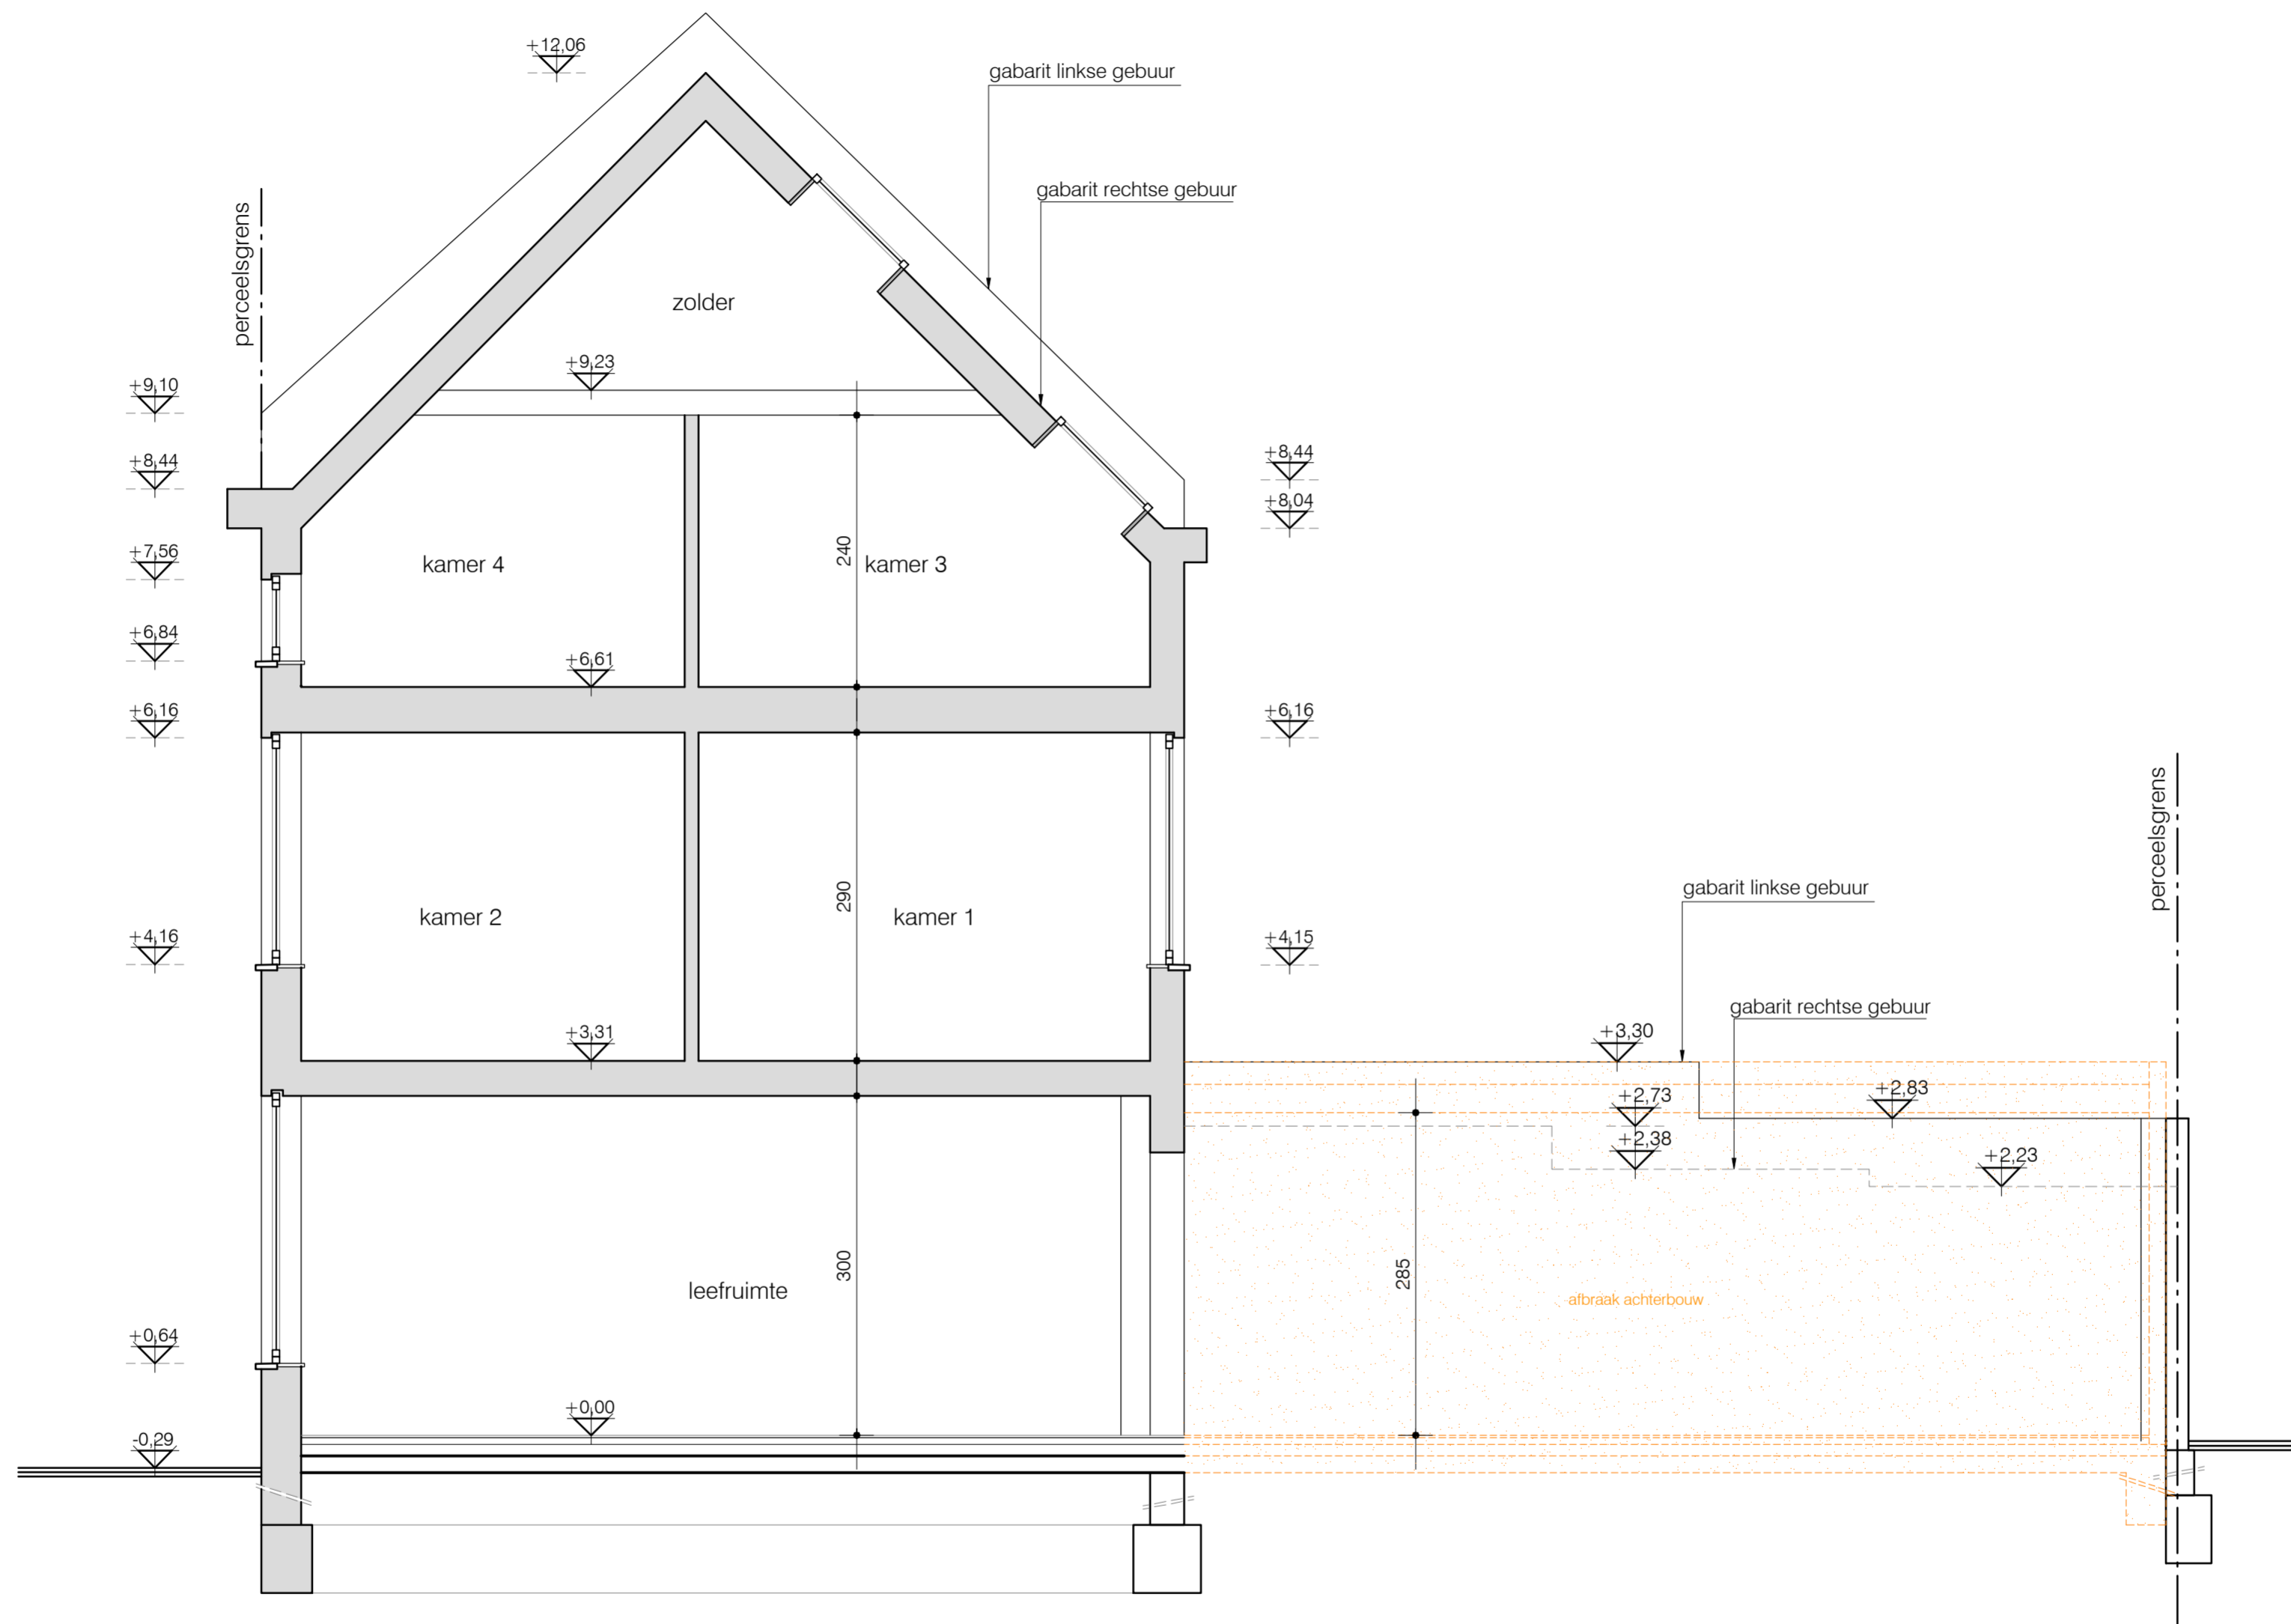 +12,06
gabarit linkse gebuur
gabarit rechtse gebuur
perceelsgrens
zolder
+9,23
+9,10
+8,44
+8,44
+8,04
+7,56
kamer 4
240
kamer 3
+6,84
+6,61
+6,16
+6,16
perceelsgrens
gabarit linkse gebuur
kamer 2
290
kamer 1
+4,16
+4,15
gabarit rechtse gebuur
+3,31
+3,30
+2,73
+2,83
+2,38
+2,23
300
285
leefruimte
afbraak achterbouw
+0,64
+0,00
-0,29